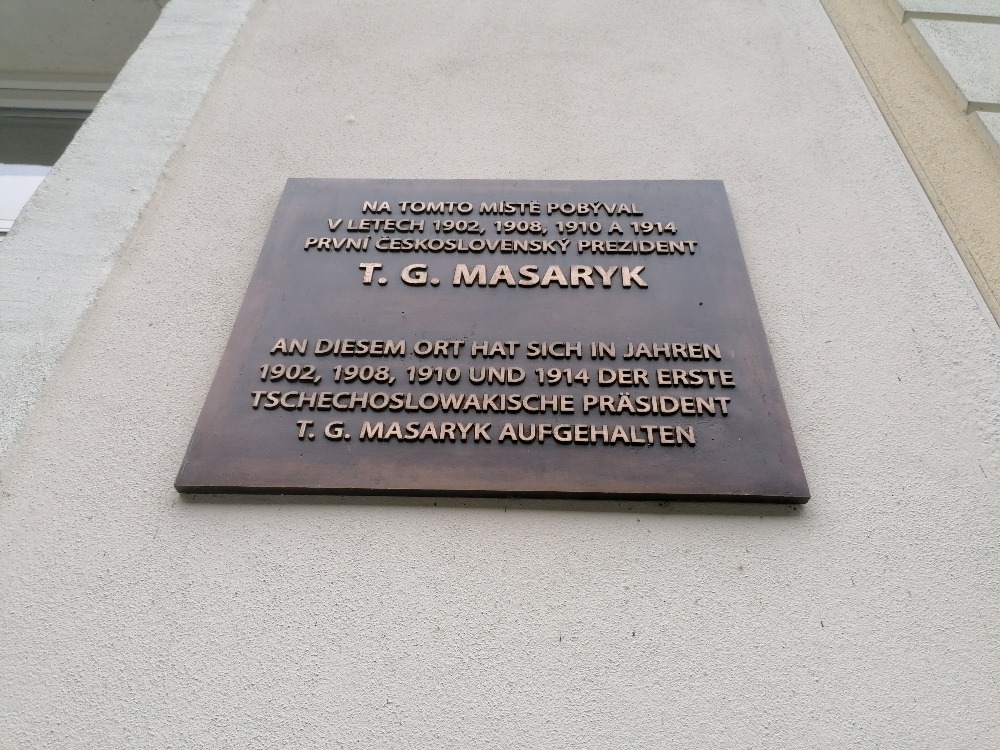 NA TOMTO MÍSTĚ POBÝVAL
V LETECH 1902, 1908, 1910 A 1914
PRVNÍ ČESKOSLOVENSKÝ PREZIDENT
T. G. MASARYK
AN DIESEM ORT HAT SICH IN JAHREN
1902, 1908, 1910 UND 1914 DER ERSTE
TSCHECHOSLOWAKISCHE PRÄSIDENT
T. G. MASARYK AUFGEHALTEN